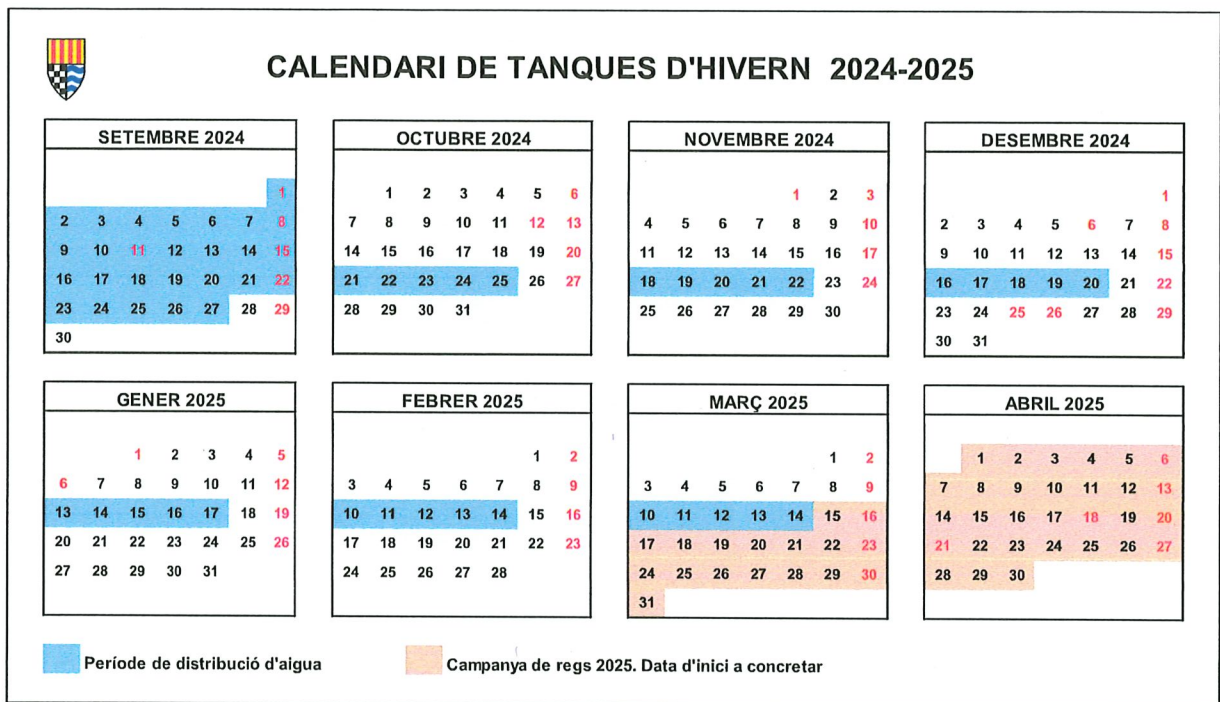 CALENDARI DE TANQUES D'HIVERN 2024-2025
SETEMBRE 2024
1
2 3 4 5 6 7 8
9 10 11 12 13 14 15
16 17 18 19 20 21 22
23 24 25 26 27 28 29
30
OCTUBRE 2024
1 2 3 4 5 6
7 8 9 10 11 12 13
14 15 16 17 18 19 20
21 22 23 24 25 26 27
28 29 30 31
NOVEMBRE 2024
1 2 3
4 5 6 7 8 9 10
11 12 13 14 15 16 17
18 19 20 21 22 23 24
25 26 27 28 29 30
DESEMBRE 2024
1
2 3 4 5 6 7 8
9 10 11 12 13 14 15
16 17 18 19 20 21 22
23 24 25 26 27 28 29
30 31
GENER 2025
1 2 3 4 5
6 7 8 9 10 11 12
13 14 15 16 17 18 19
20 21 22 23 24 25 26
27 28 29 30 31
FEBRER 2025
1 2
3 4 5 6 7 8 9
10 11 12 13 14 15 16
17 18 19 20 21 22 23
24 25 26 27 28
MARÇ 2025
1 2
3 4 5 6 7 8 9
10 11 12 13 14 15 16
17 18 19 20 21 22 23
24 25 26 27 28 29 30
31
ABRIL 2025
1 2 3 4 5 6
7 8 9 10 11 12 13
14 15 16 17 18 19 20
21 22 23 24 25 26 27
28 29 30
Període de distribució d'aigua
Campanya de regs 2025. Data d'inici a concretar